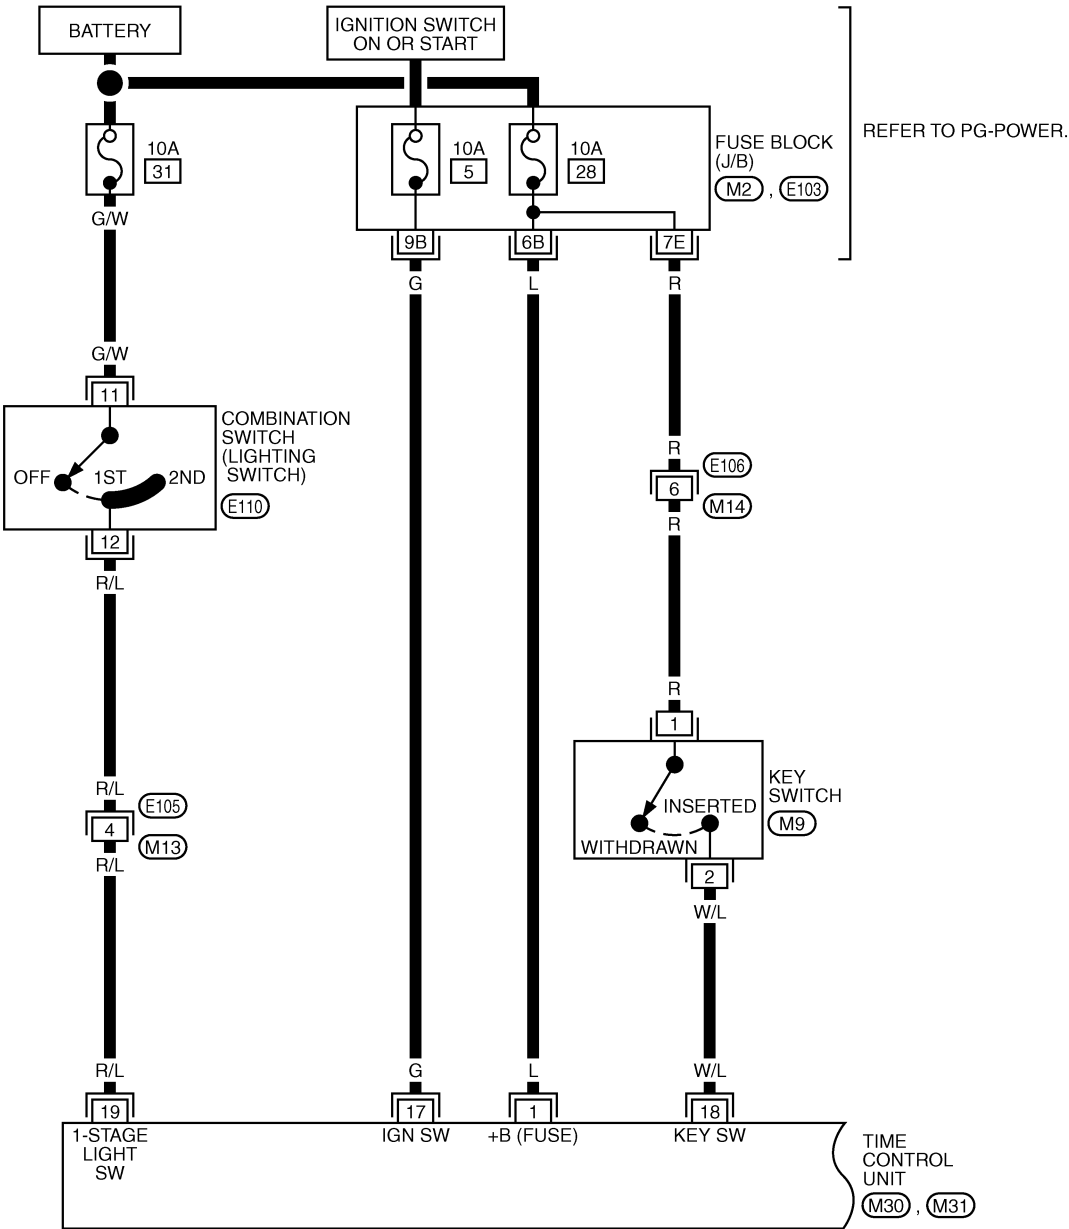 BATTERY
IGNITION SWITCH
ON OR START
REFER TO PG-POWER.
10A
31
10A
5
10A
28
FUSE BLOCK
(J/B)
M2 , E103
G/W
9B
6B
7E
G
L
R
G/W
11
COMBINATION
SWITCH
(LIGHTING
SWITCH)
E110
OFF
1ST
2ND
12
R/L
R
E106
6
M14
R
R
1
KEY
SWITCH
M9
INSERTED
WITHDRAWN
2
W/L
R/L
E105
4
M13
R/L
R/L
G
L
W/L
19
17
1
18
1-STAGE
LIGHT
SW
IGN SW
+B (FUSE)
KEY SW
TIME
CONTROL
UNIT
M30 , M31